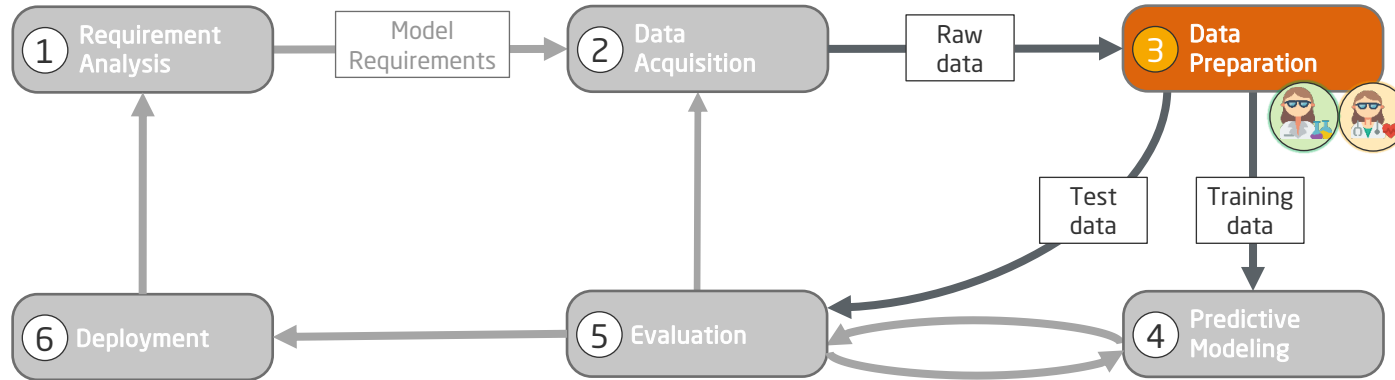 1
Requirement
Analysis
Model
Requirements
2
Data
Acquisition
Raw
data
3
Data
Preparation
Test
data
Training
data
6
Deployment
5
Evaluation
4
Predictive
Modeling